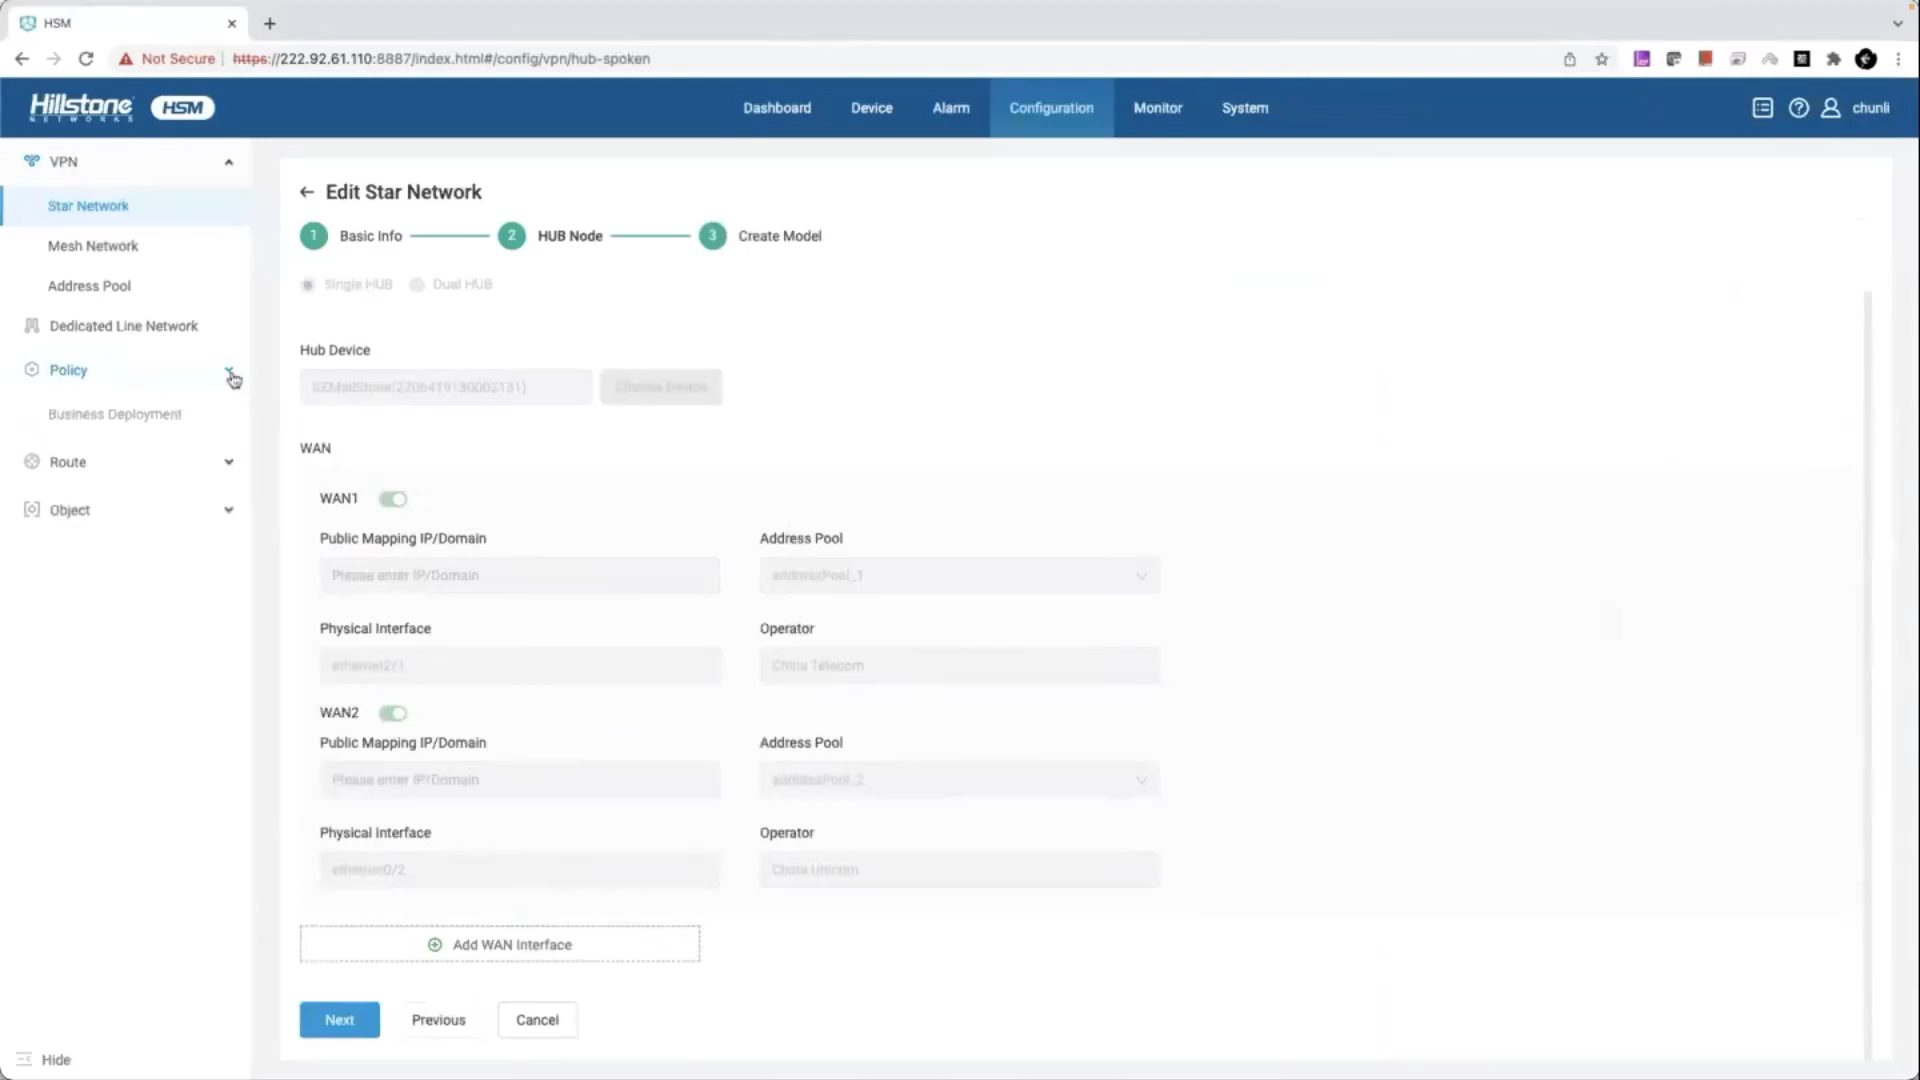 HSM
Not Secure https://222.92.61.110:8887/index.html#/config/vpn/hub-spoken
Hillstone NETWORKS HSM Dashboard Device Alarm Configuration Monitor System chunli
VPN
Star Network
Mesh Network
Address Pool
Dedicated Line Network
Policy
Business Deployment
Route
Object
Hide
Edit Star Network
1 Basic Info 2 HUB Node 3 Create Model
Single HUB Dual HUB
Hub Device
Choose Device
WAN
WAN1
Public Mapping IP/Domain Address Pool
Please enter IP/Domain addressPool_1
Physical Interface Operator
ethernet2/1 China Telecom
WAN2
Public Mapping IP/Domain Address Pool
Please enter IP/Domain addressPool_2
Physical Interface Operator
ethernet0/2 China Unicom
Add WAN Interface
Next Previous Cancel